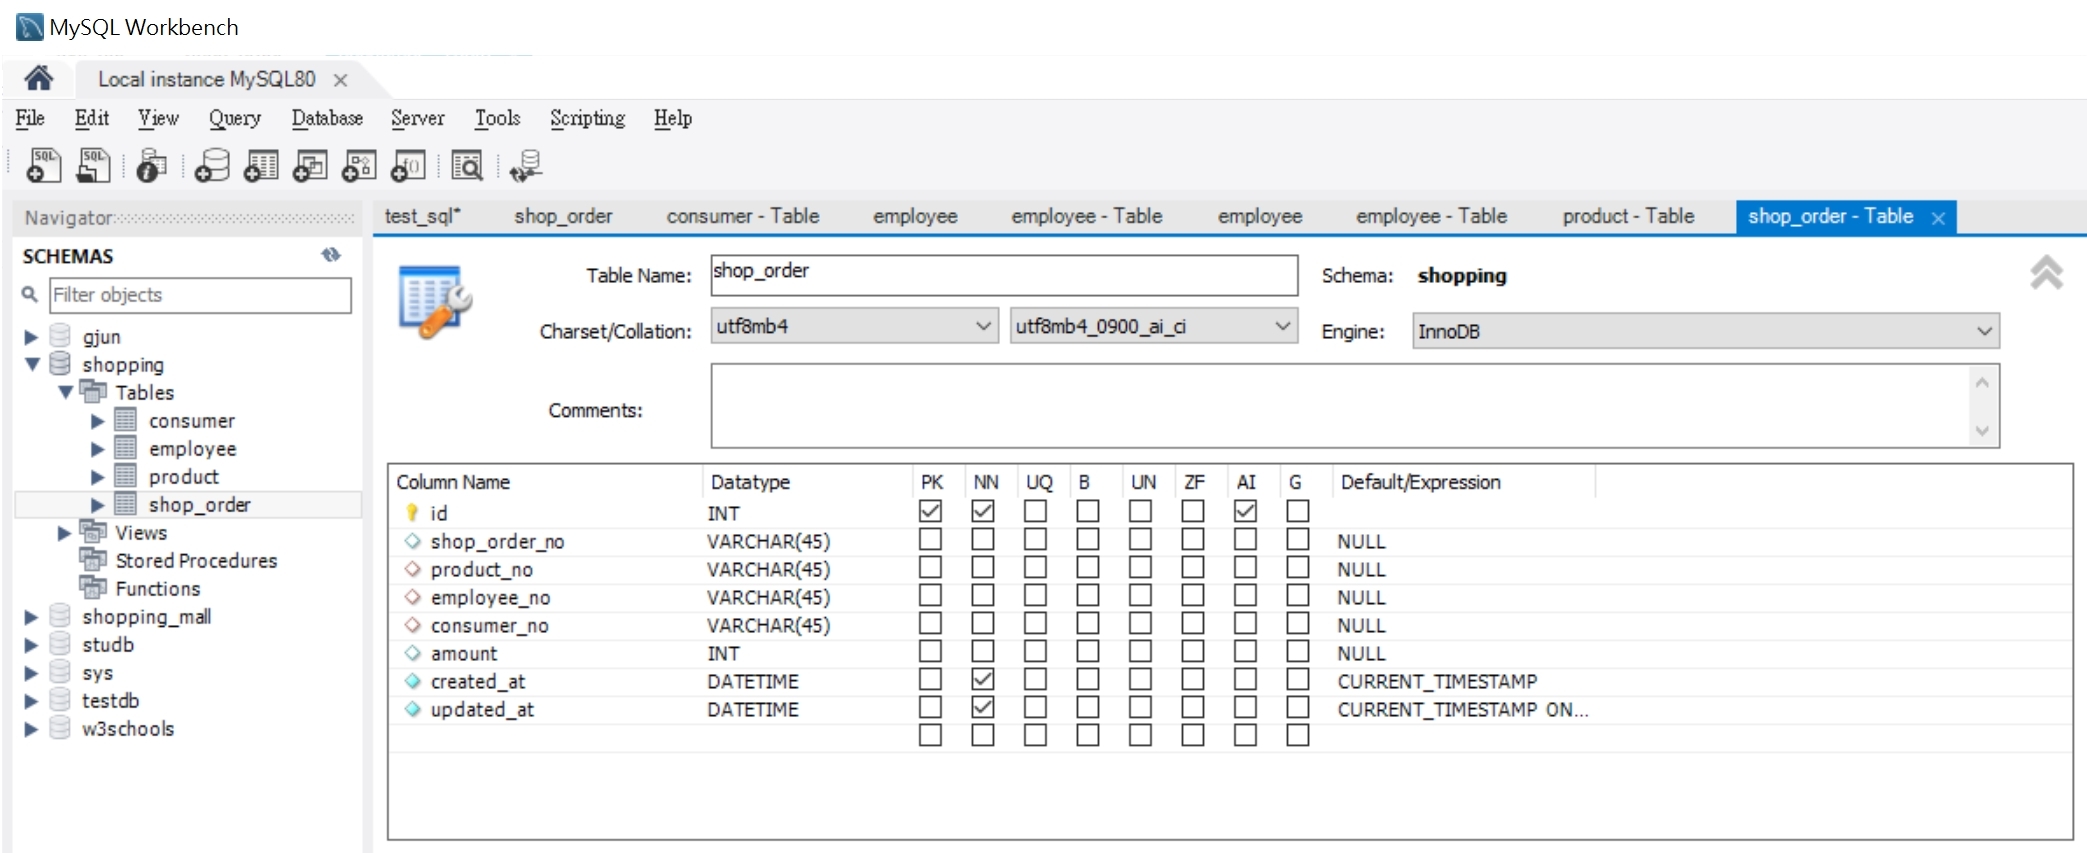 MySQL Workbench
Local instance MySQL80
File Edit View Query Database Server Tools Scripting Help
Navigator
SCHEMAS
Filter objects
gjun
shopping
Tables
consumer
employee
product
shop_order
Views
Stored Procedures
Functions
shopping_mall
studb
sys
testdb
w3schools
test_sql* shop_order consumer - Table employee employee - Table employee employee - Table product - Table shop_order - Table
Table Name: shop_order Schema: shopping
Charset/Collation: utf8mb4 utf8mb4_0900_ai_ci Engine: InnoDB
Comments:
Column Name Datatype PK NN UQ B UN ZF AI G Default/Expression
id INT
shop_order_no VARCHAR(45) NULL
product_no VARCHAR(45) NULL
employee_no VARCHAR(45) NULL
consumer_no VARCHAR(45) NULL
amount INT NULL
created_at DATETIME CURRENT_TIMESTAMP
updated_at DATETIME CURRENT_TIMESTAMP ON...